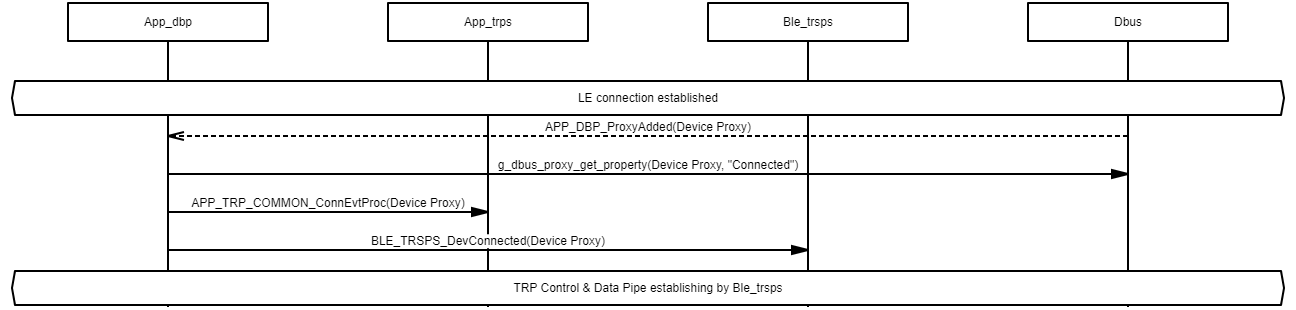 App_dbp
App_trps
Ble_trsps
Dbus
LE connection established
APP_DBP_ProxyAdded(Device Proxy)
g_dbus_proxy_get_property(Device Proxy, "Connected")
APP_TRP_COMMON_ConnEvtProc(Device Proxy)
BLE_TRSPS_DevConnected(Device Proxy)
TRP Control & Data Pipe establishing by Ble_trsps